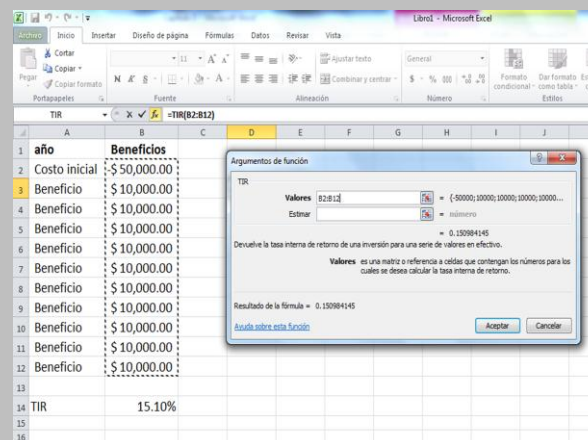 Libro1 - Microsoft Excel
Archivo Inicio Insertar Diseño de página Fórmulas Datos Revisar Vista
Cortar
Copiar
Copiar formato
Pegar
Portapapeles
11
N K S
Fuente
Ajustar texto
Combinar y centrar
Alineación
General
$ % 000
Número
Formato condicional
Dar formato como tabla
Estilos
TIR =TIR(B2:B12)
A B C D E F G H I J
1 año Beneficios
2 Costo inicial -$ 50,000.00
3 Beneficio $ 10,000.00
4 Beneficio $ 10,000.00
5 Beneficio $ 10,000.00
6 Beneficio $ 10,000.00
7 Beneficio $ 10,000.00
8 Beneficio $ 10,000.00
9 Beneficio $ 10,000.00
10 Beneficio $ 10,000.00
11 Beneficio $ 10,000.00
12 Beneficio $ 10,000.00
13
14 TIR 15.10%
15
16
Argumentos de función
TIR
Valores B2:B12 = {-50000;10000;10000;10000;10000...
Estimar = número
= 0.150984145
Devuelve la tasa interna de retorno de una inversión para una serie de valores en efectivo.
Valores es una matriz o referencia a celdas que contengan los números para los
cuales se desea calcular la tasa interna de retorno.
Resultado de la fórmula = 0.150984145
Ayuda sobre esta función
Aceptar Cancelar